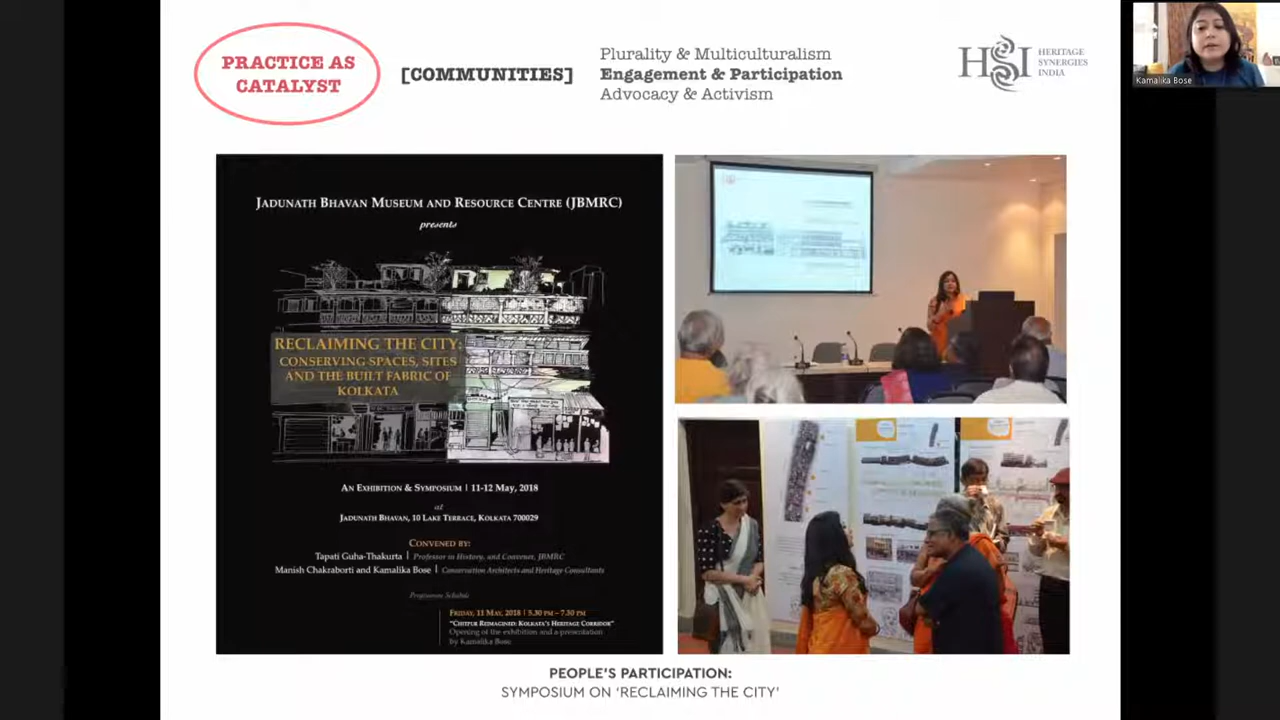 PRACTICE AS
CATALYST
[COMMUNITIES]
Plurality & Multiculturalism
Engagement & Participation
Advocacy & Activism
HSI
HERITAGE
SYNERGIES
INDIA
Kamalika Bose
JADUNATH BHAVAN MUSEUM AND RESOURCE CENTRE (JBMRC)
presents
RECLAIMING THE CITY:
CONSERVING SPACES, SITES
AND THE BUILT FABRIC OF
KOLKATA
AN EXHIBITION & SYMPOSIUM | 11-12 MAY, 2018
at
JADUNATH BHAVAN, 10 LAKE TERRACE, KOLKATA 700029
CONVENED BY:
Tapati Guha-Thakurta | Professor in History, and Convenor, JBMRC
Manish Chakraborti and Kamalika Bose | Conservation Architects and Heritage Consultants
Programme Schedule
FRIDAY, 11 MAY, 2018 | 5.30 PM – 7.30 PM
"CHITPUR REIMAGINED: KOLKATA'S HERITAGE CORRIDOR"
Opening of the exhibition and a presentation
by Kamalika Bose
PEOPLE'S PARTICIPATION:
SYMPOSIUM ON 'RECLAIMING THE CITY'